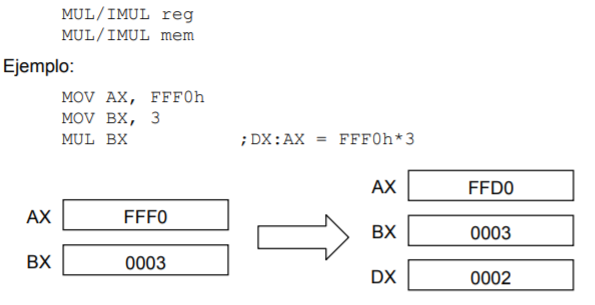 MUL/IMUL reg
MUL/IMUL mem
Ejemplo:
MOV AX, FFF0h
MOV BX, 3
MUL BX ;DX:AX = FFF0h*3
AX FFF0
BX 0003
AX FFD0
BX 0003
DX 0002